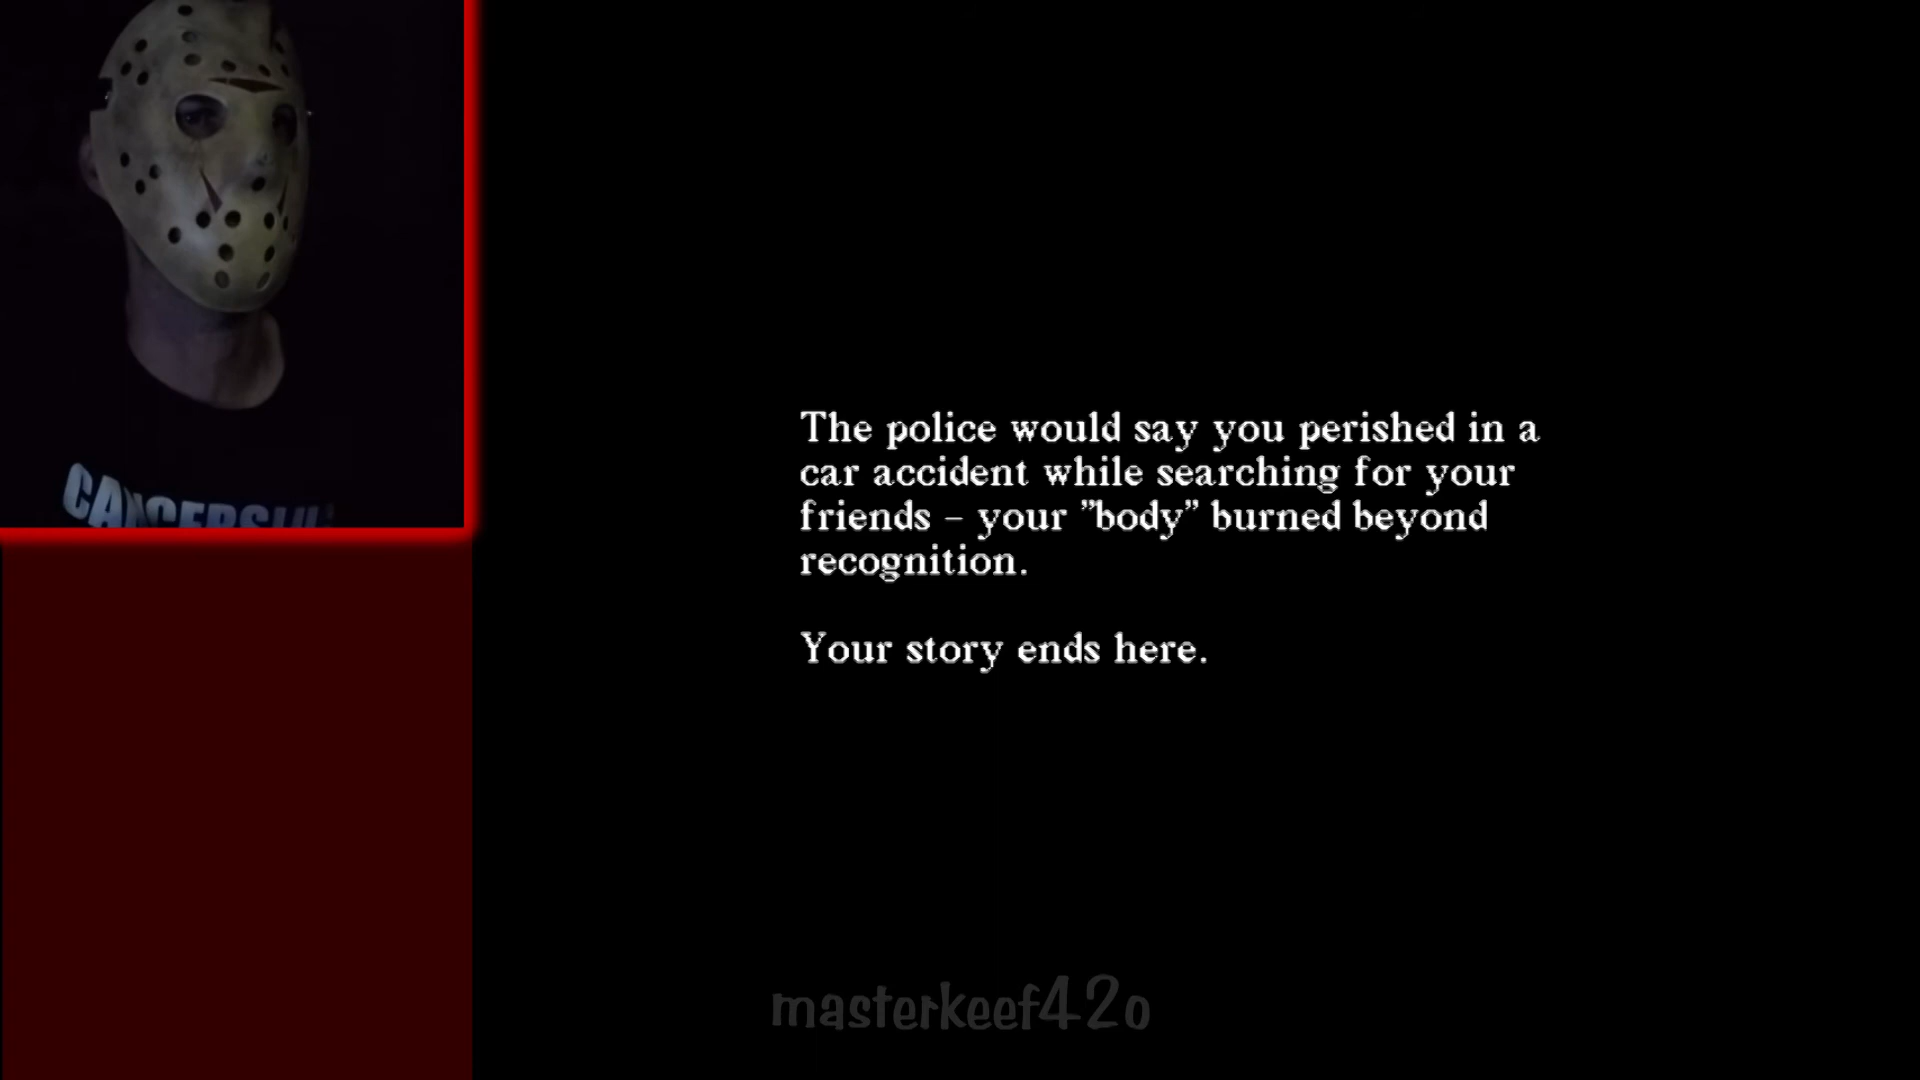 The police would say you perished in a
car accident while searching for your
friends – your "body" burned beyond
recognition.
Your story ends here.
masterkeef42o